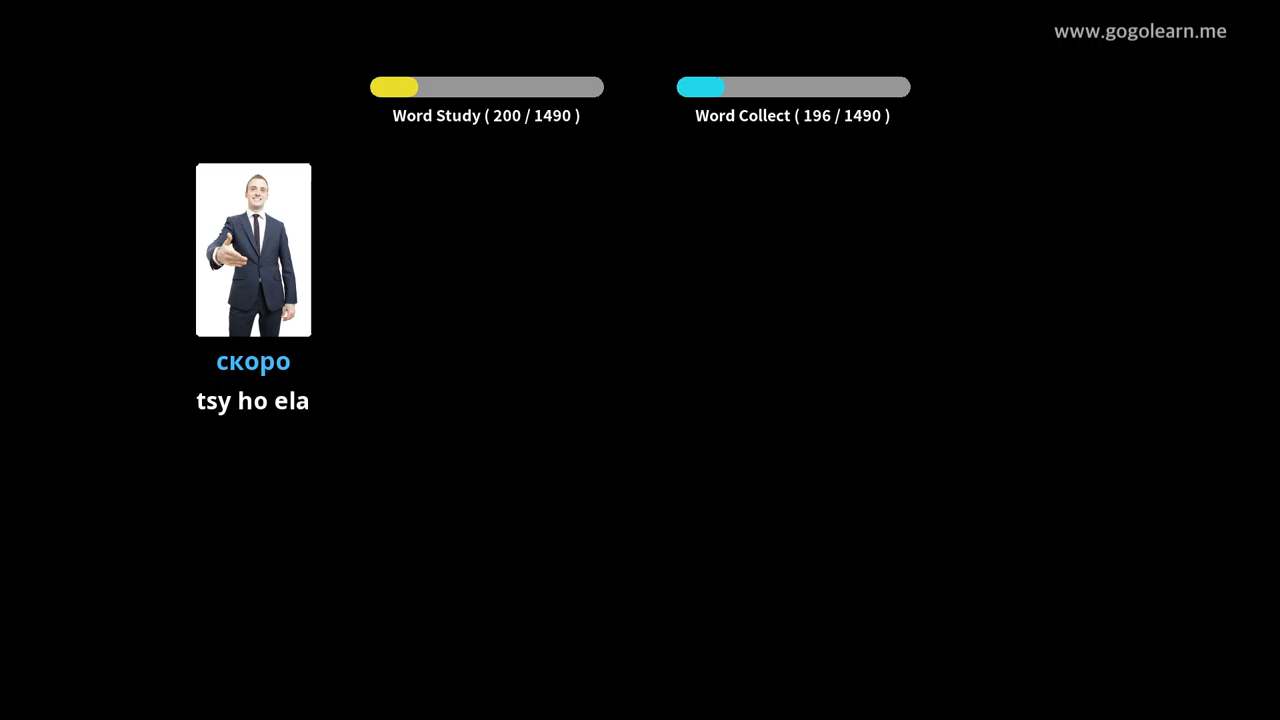 www.gogolearn.me
Word Study ( 200 / 1490 )
Word Collect ( 196 / 1490 )
скоро
tsy ho ela